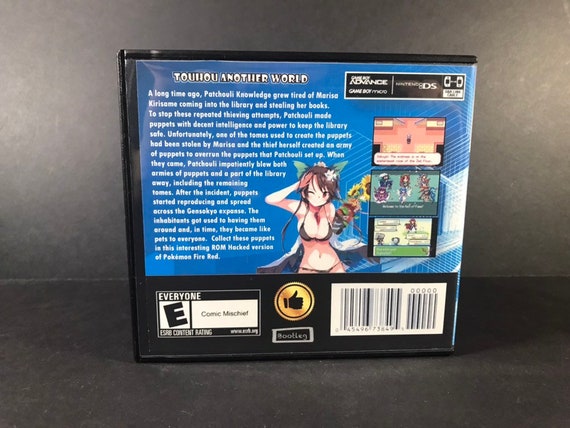 TOUHOU ANOTHER WORLD
A long time ago, Patchouli Knowledge grew tired of Marisa
Kirisame coming into the library and stealing her books.
To stop these repeated thieving attempts, Patchouli made
puppets with decent intelligence and power to keep the library
safe. Unfortunately, one of the tomes used to create the puppets
had been stolen by Marisa and the thief herself created an
army of puppets to overrun the puppets that Patchouli set up. When
they came, Patchouli impatiently blew both
armies of puppets and a part of the library
away, including the remaining
tomes. After the incident, puppets
started reproducing and spread
across the Gensokyo expanse. The
inhabitants got used to having them
around and, in time, they became like
pets to everyone. Collect these puppets
in this interesting ROM Hacked version
of Pokémon Fire Red.
GAME BOY ADVANCE
GAME BOY micro
NINTENDO DS
EVERYONE
E
Comic Mischief
ESRB CONTENT RATING
www.esrb.org
Bootleg
00000